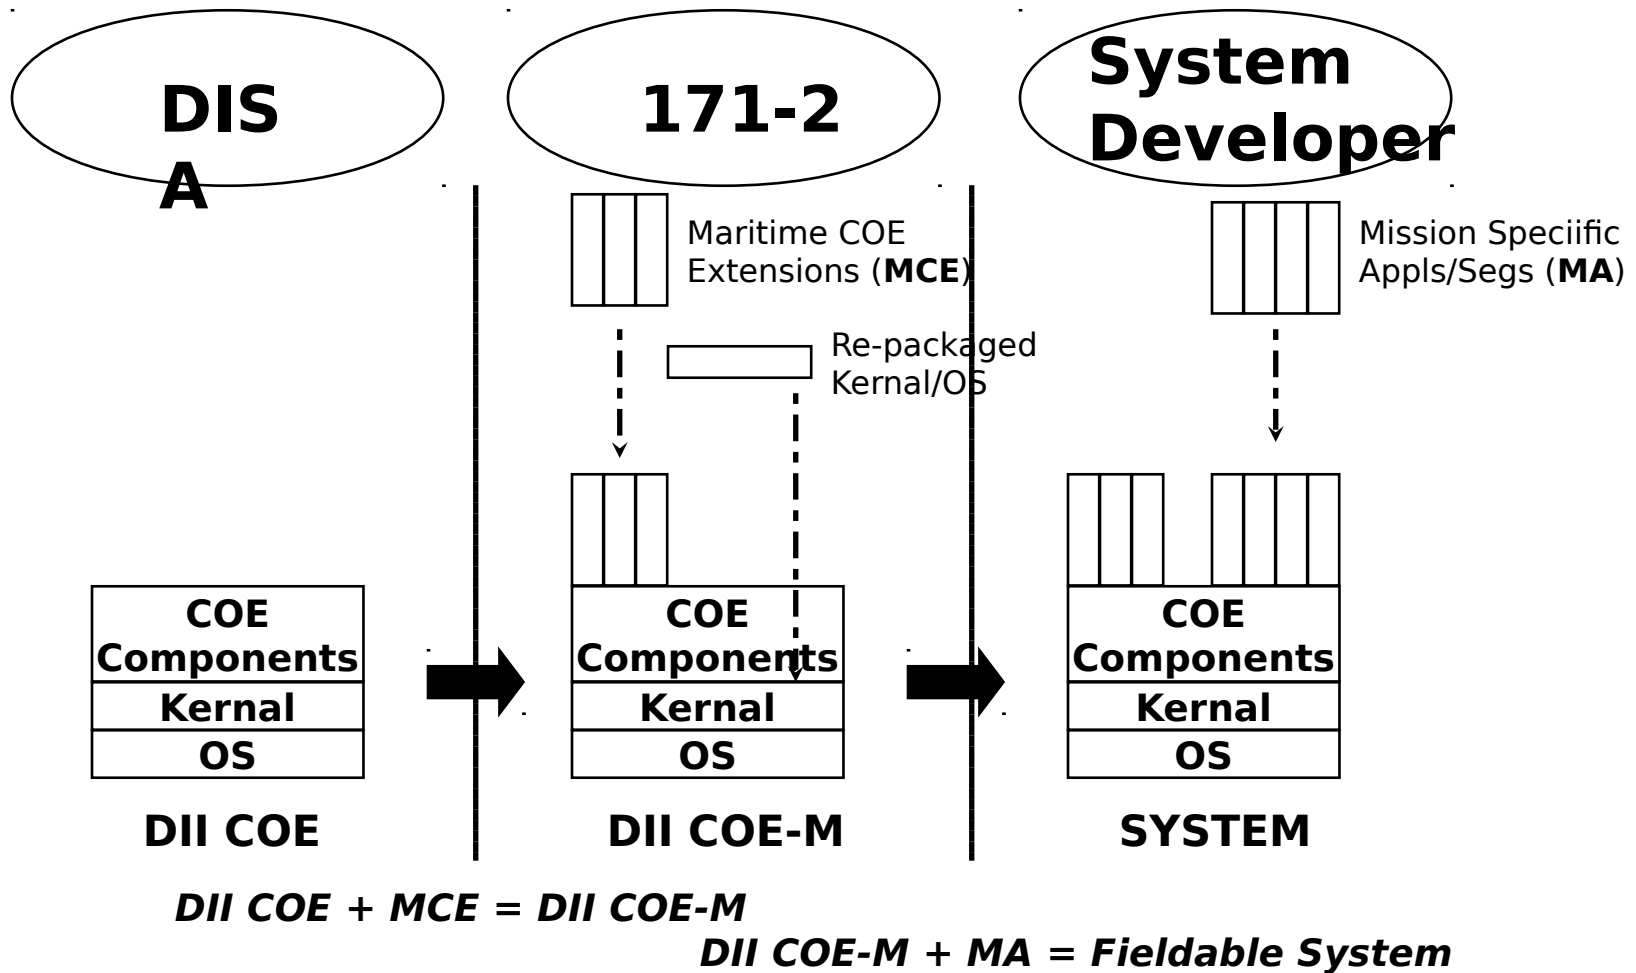 DIS
A
171-2
System
Developer
Maritime COE
Extensions (MCE)
Re-packaged
Kernal/OS
Mission Speciific
Appls/Segs (MA)
COE
Components
Kernal
OS
DII COE
COE
Components
Kernal
OS
DII COE-M
COE
Components
Kernal
OS
SYSTEM
DII COE + MCE = DII COE-M
DII COE-M + MA = Fieldable System